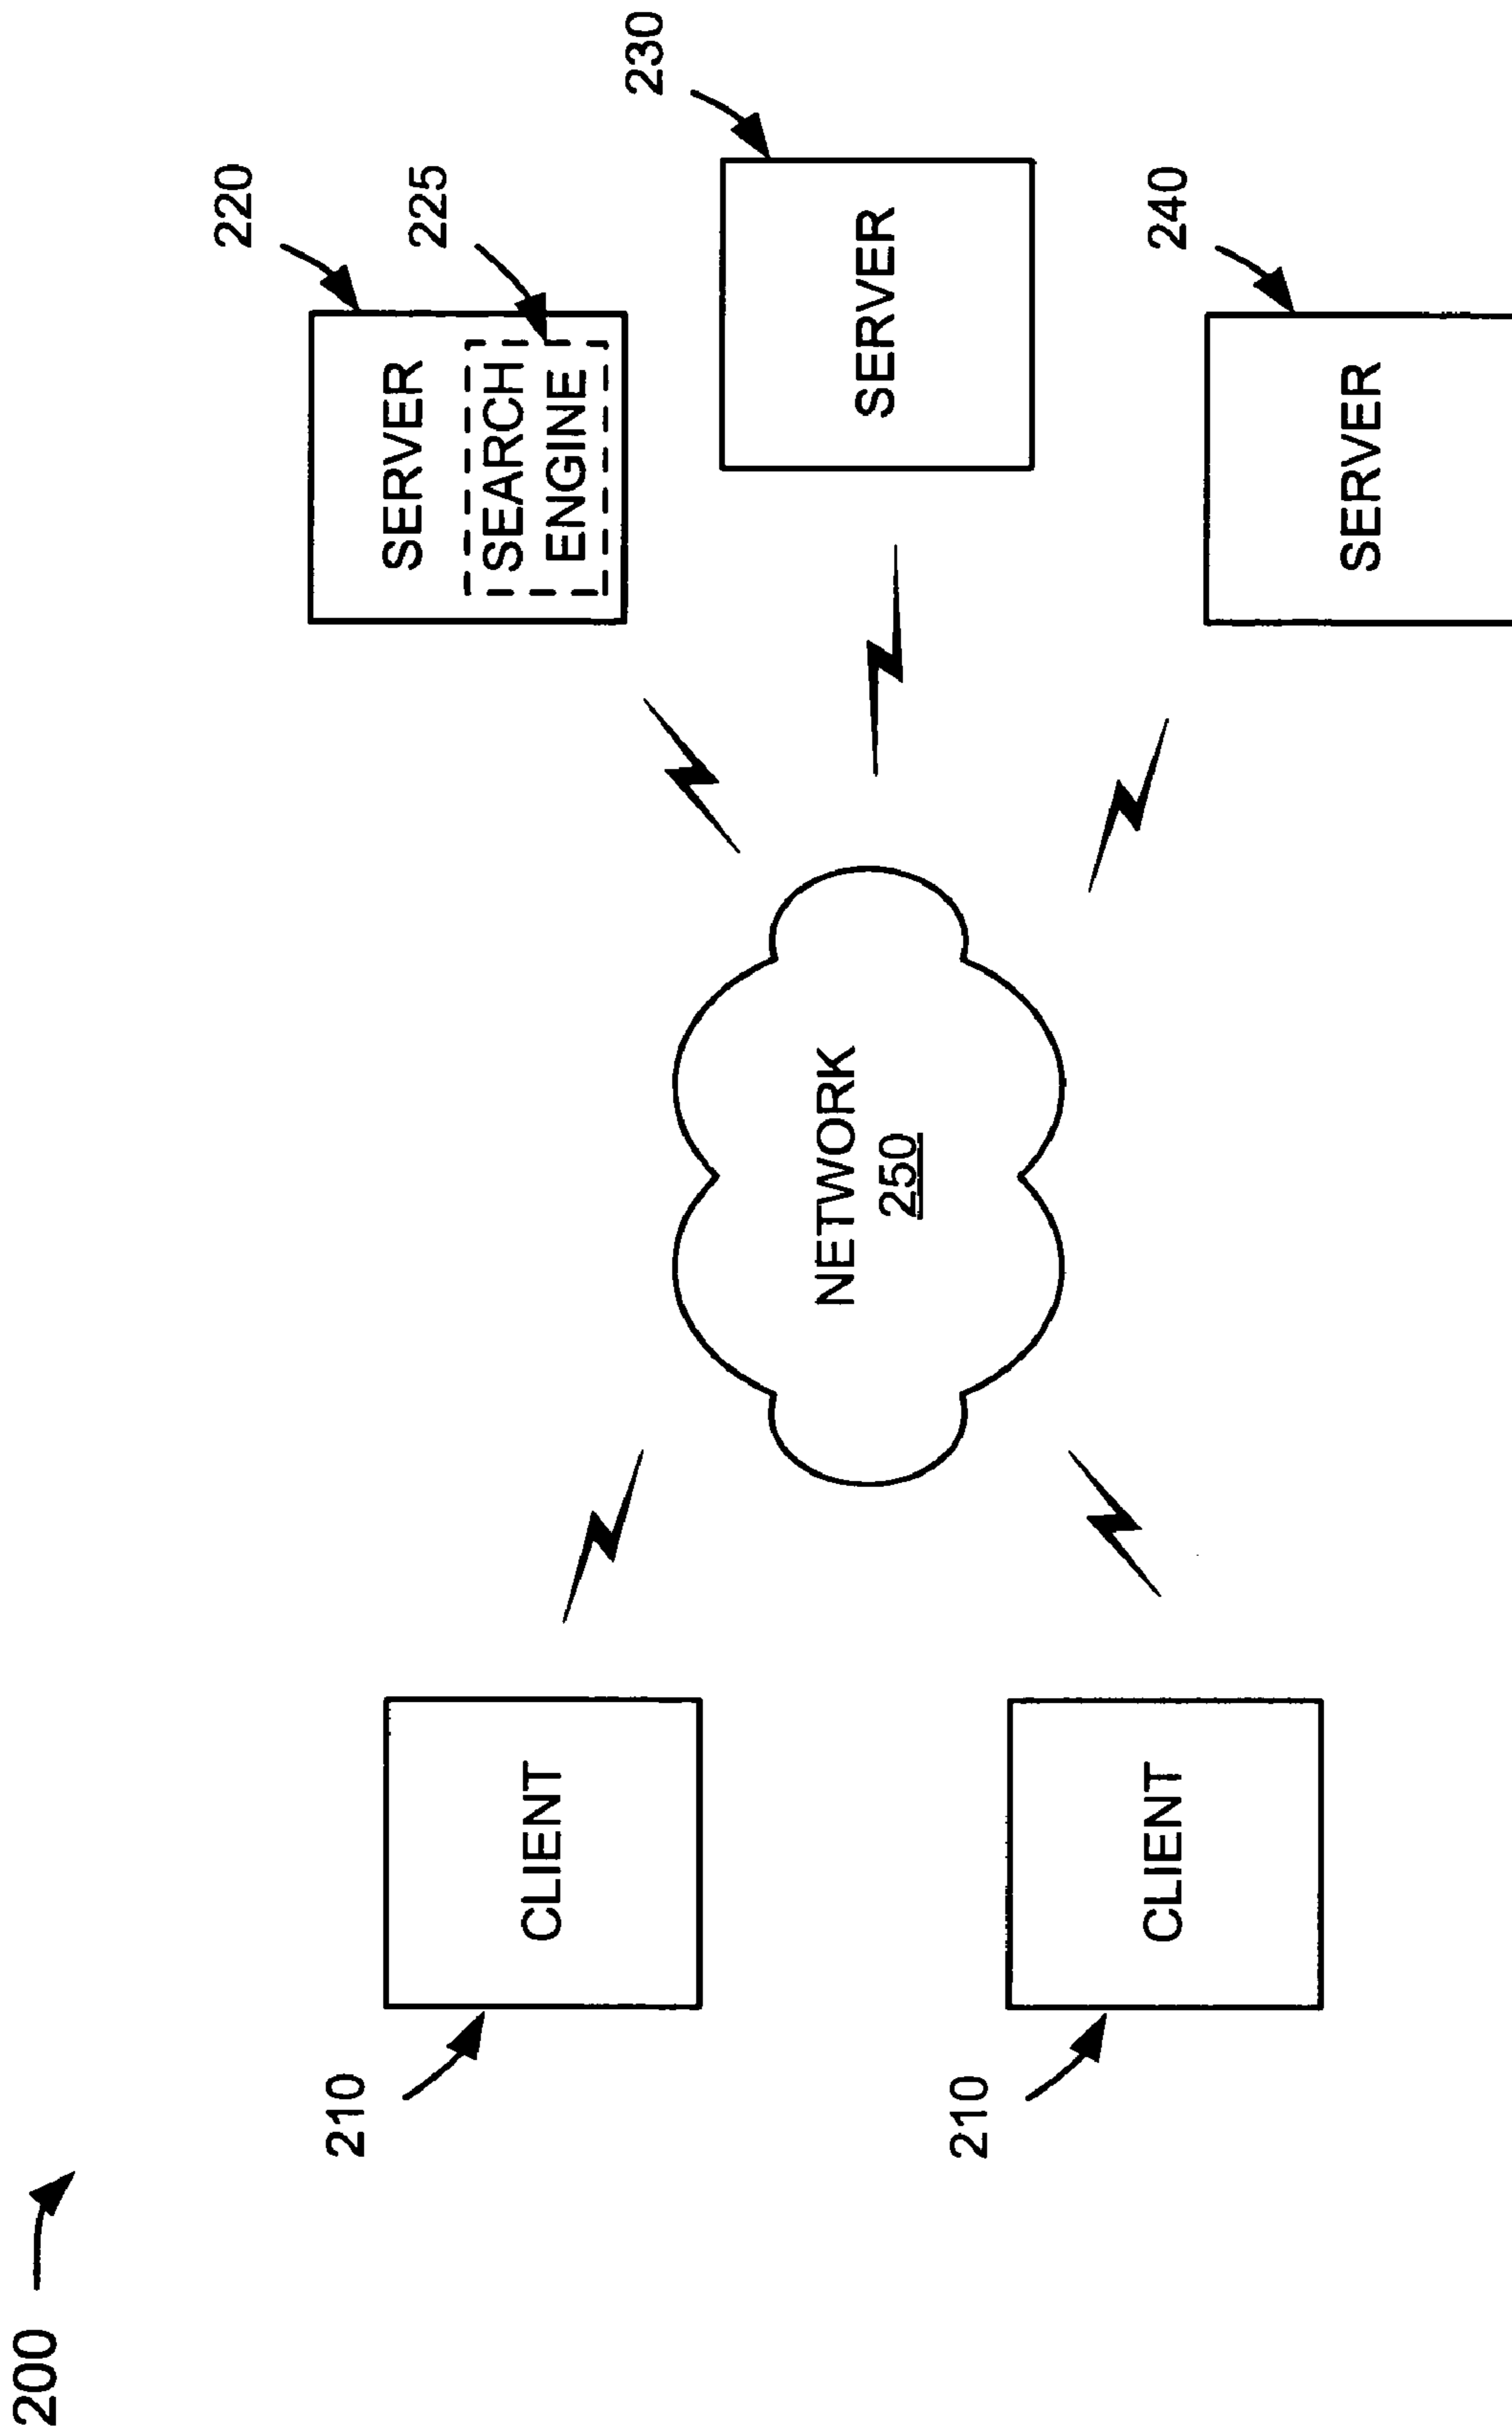 200
210
CLIENT
210
CLIENT
NETWORK
250
220
SERVER
225
SEARCH
ENGINE
230
SERVER
240
SERVER